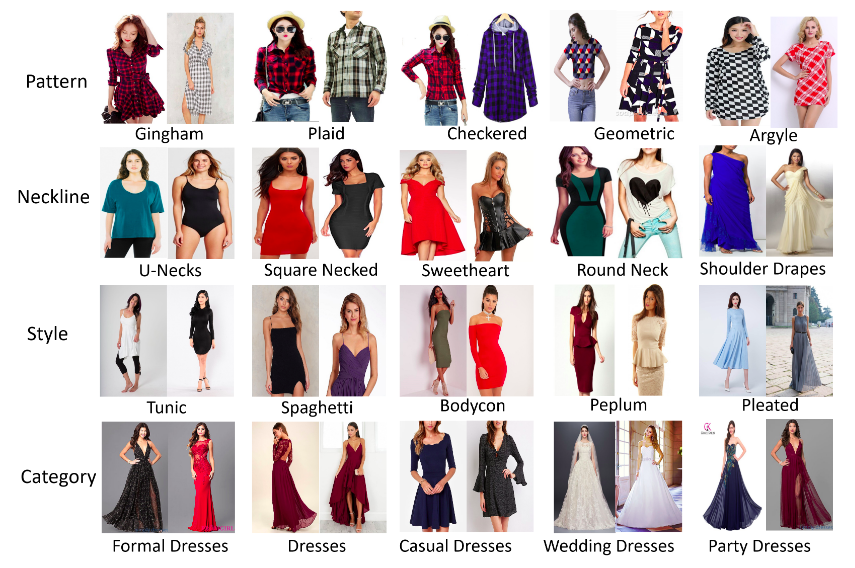 Pattern
Gingham Plaid Checkered Geometric Argyle
Neckline
U-Necks Square Necked Sweetheart Round Neck Shoulder Drapes
Style
Tunic Spaghetti Bodycon Peplum Pleated
Category
Formal Dresses Dresses Casual Dresses Wedding Dresses Party Dresses